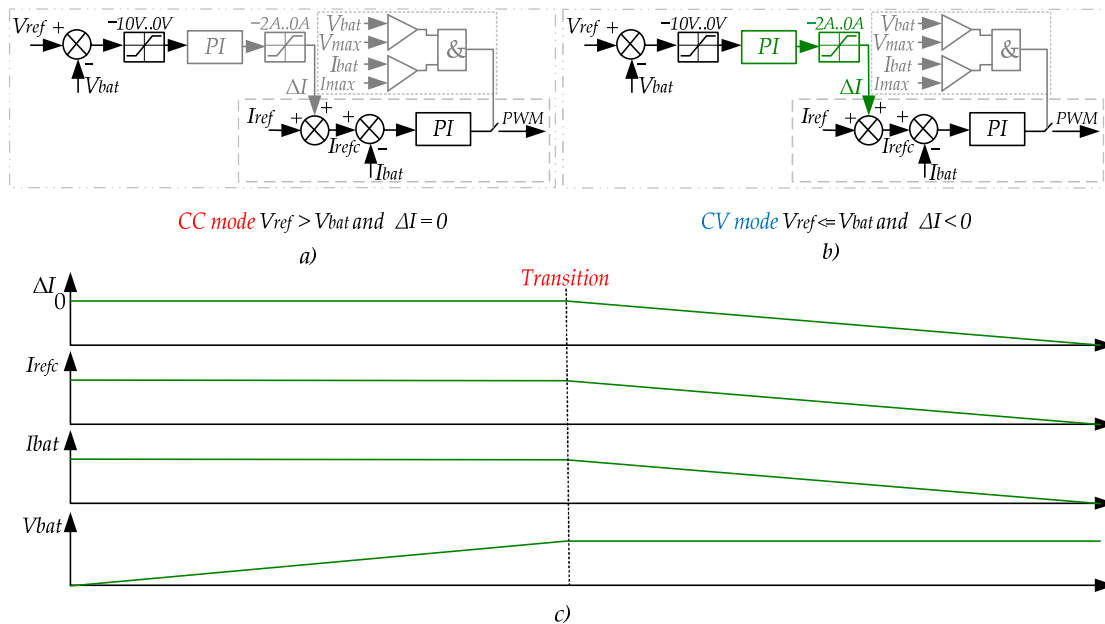 Vref + −10V..0V −2A..0A Vbat
PI Vmax &
− Ibat
Vbat Imax
ΔI
Iref + + + PI PWM
Irefc −
Ibat
CC mode Vref > Vbat and ΔI = 0
a)
Vref + −10V..0V −2A..0A Vbat
PI Vmax &
− Ibat
Vbat Imax
ΔI
Iref + + + PI PWM
Irefc −
Ibat
CV mode Vref <= Vbat and ΔI < 0
b)
Transition
ΔI
0
Irefc
Ibat
Vbat
c)